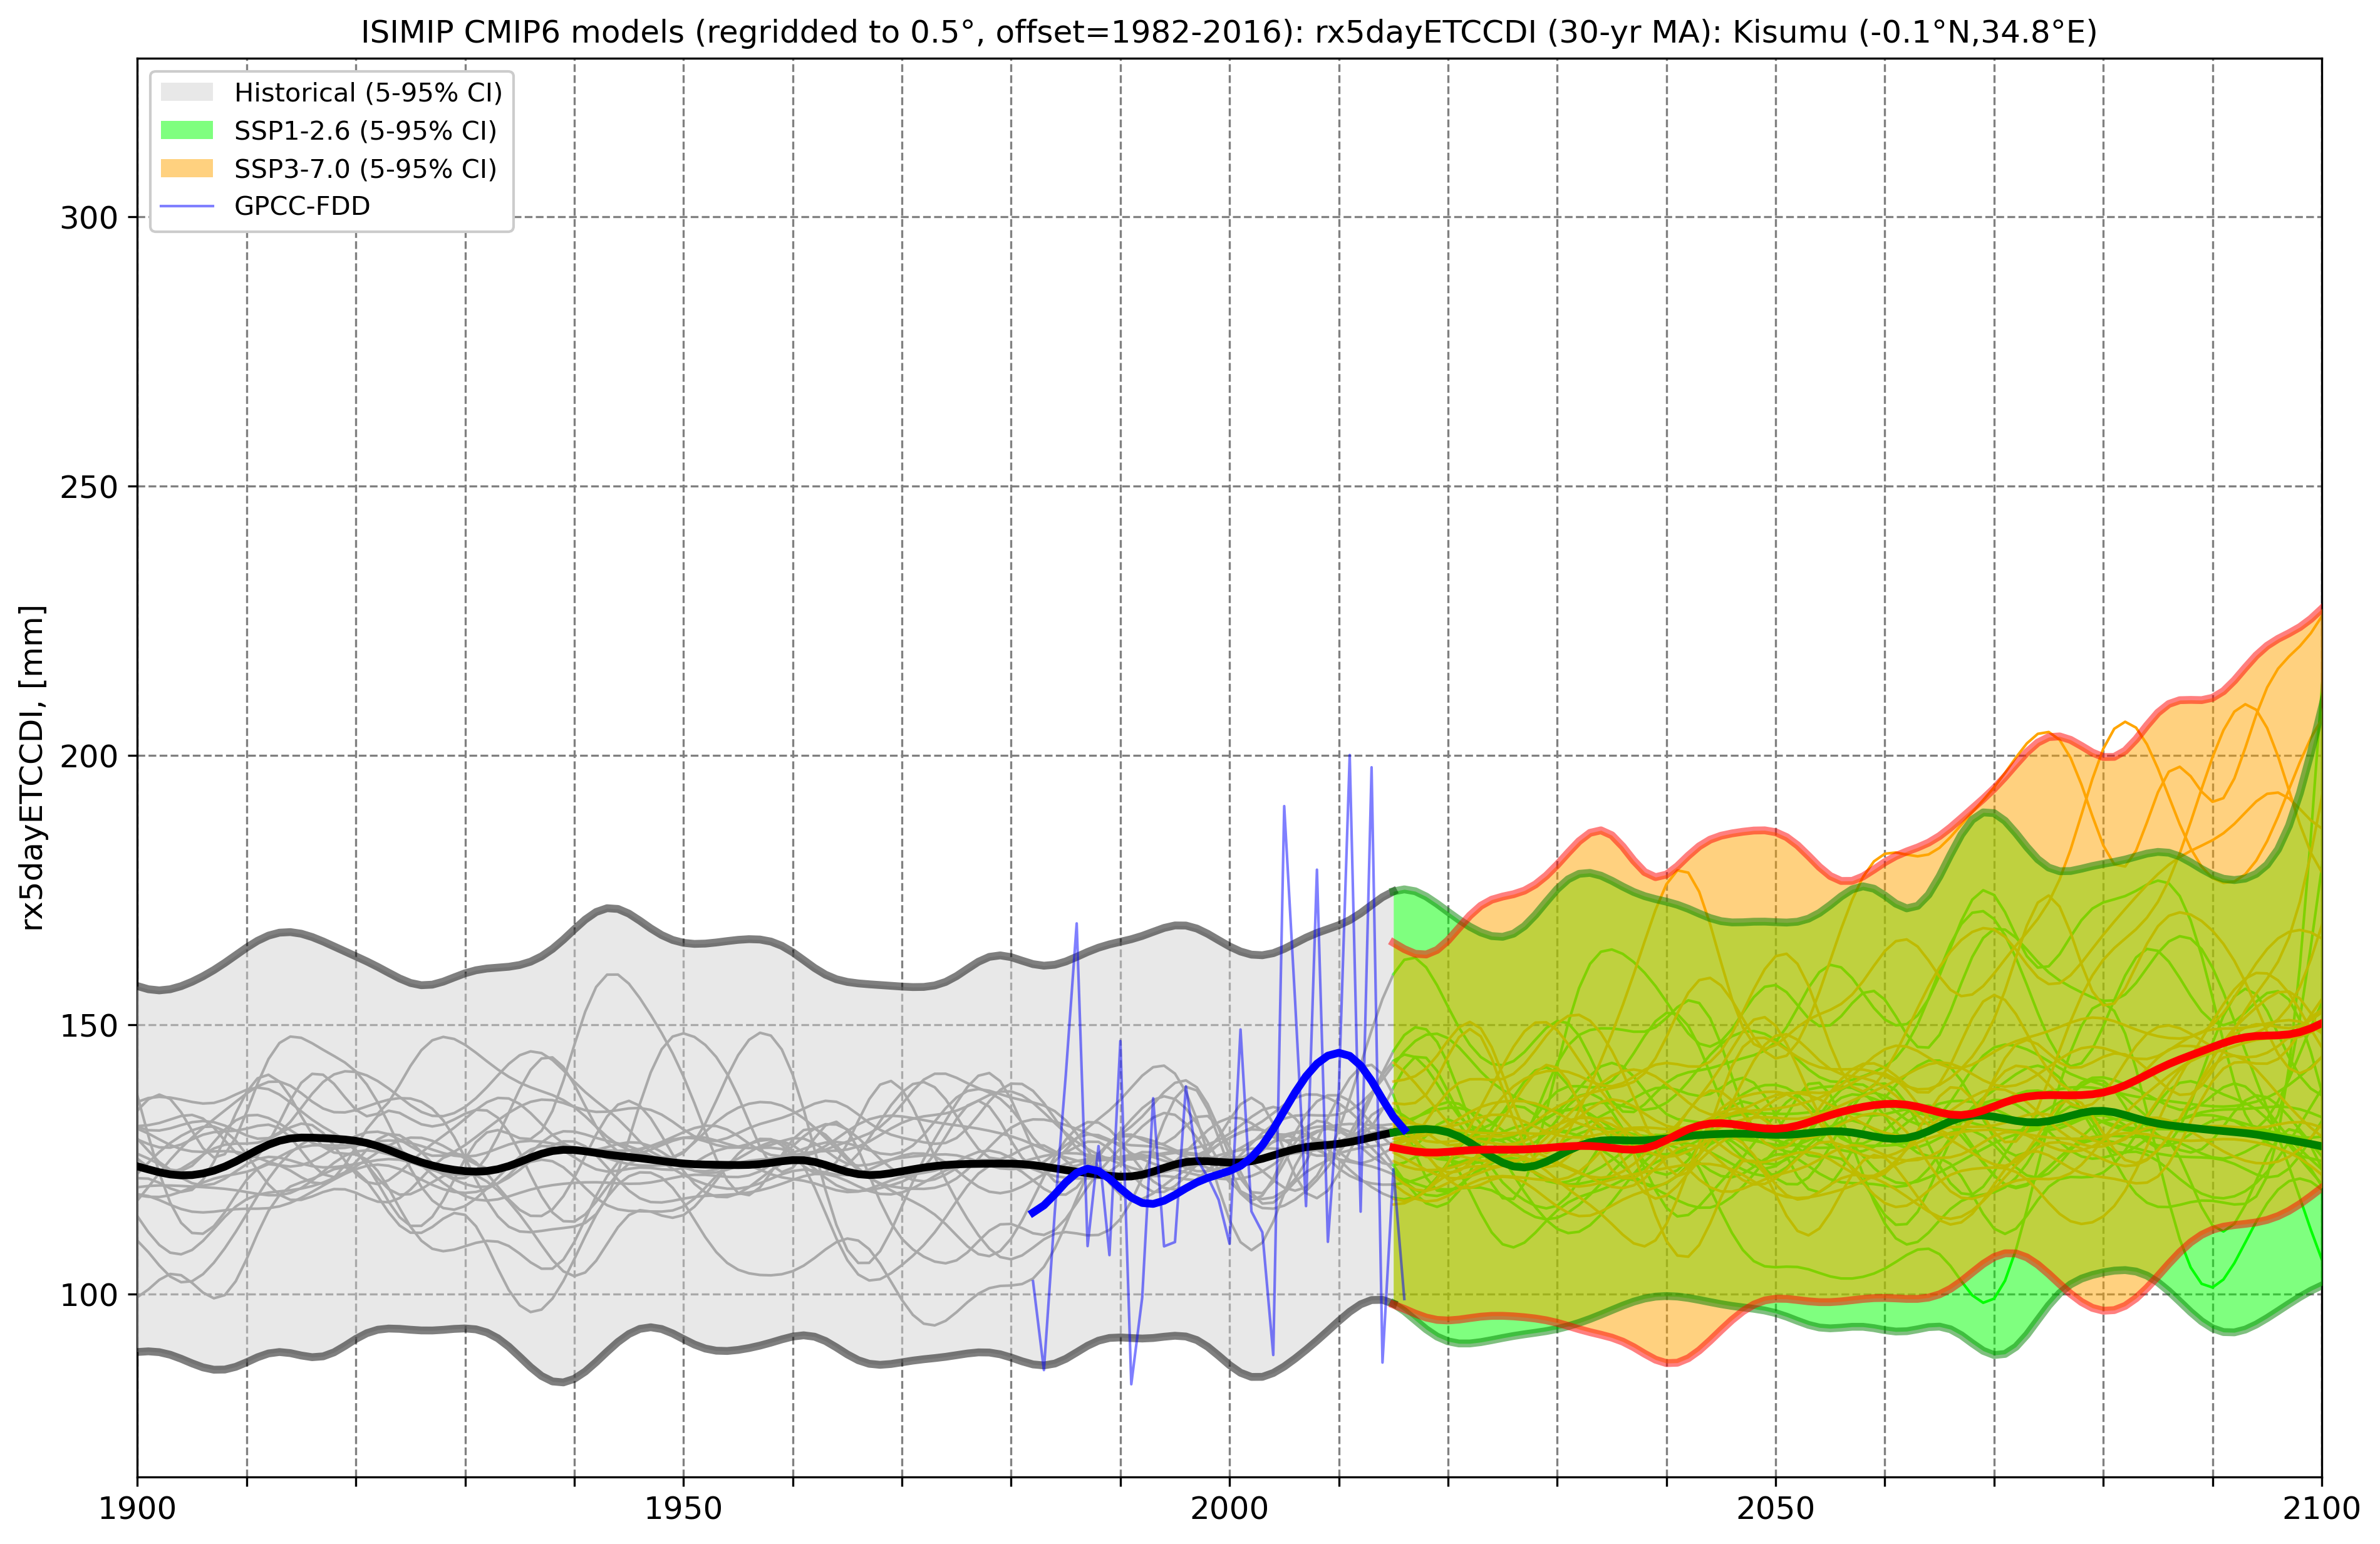 ISIMIP CMIP6 models (regridded to 0.5°, offset=1982-2016): rx5dayETCCDI (30-yr MA): Kisumu (-0.1°N,34.8°E)
Historical (5-95% CI)
SSP1-2.6 (5-95% CI)
SSP3-7.0 (5-95% CI)
GPCC-FDD
rx5dayETCCDI, [mm]
300
250
200
150
100
1900 1950 2000 2050 2100